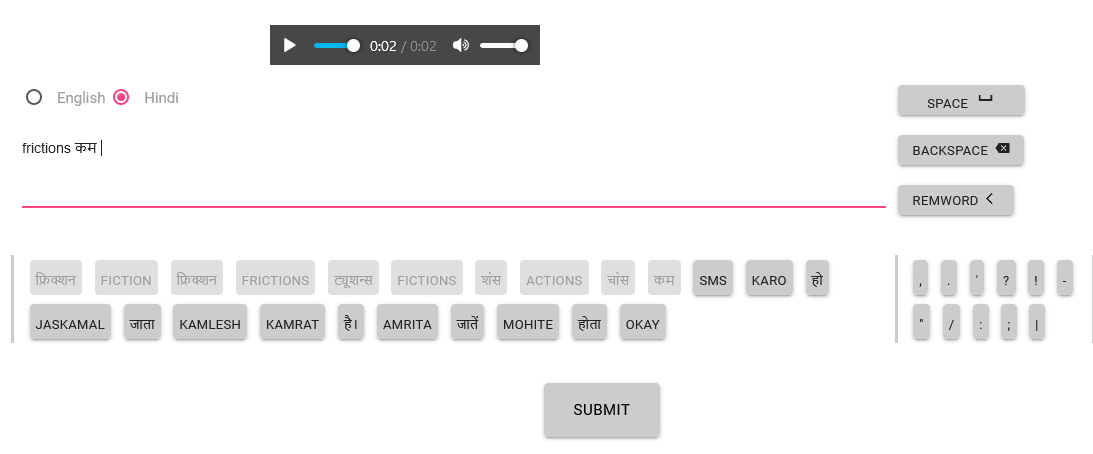 0:02 / 0:02
English Hindi
SPACE
frictions कम
BACKSPACE
REMWORD
फ्रिक्शन FICTION फ्रिक्शन FRICTIONS ट्यूशन्स FICTIONS शंस ACTIONS चांस कम SMS KARO हो
, . ' ? ! -
JASKAMAL जाता KAMLESH KAMRAT है। AMRITA जातें MOHITE होता OKAY
" / : ; |
SUBMIT